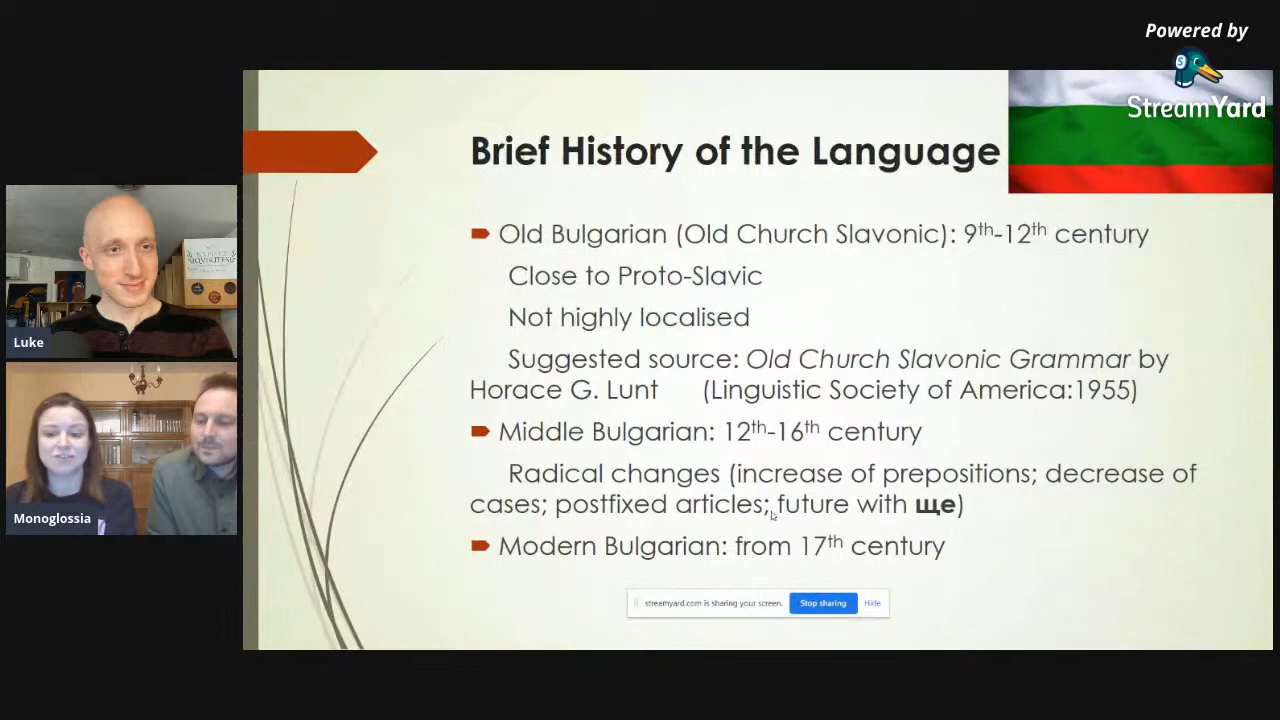 Powered by
StreamYard
Brief History of the Language
Old Bulgarian (Old Church Slavonic): 9th-12th century
Close to Proto-Slavic
Not highly localised
Suggested source: Old Church Slavonic Grammar by
Horace G. Lunt (Linguistic Society of America:1955)
Middle Bulgarian: 12th-16th century
Radical changes (increase of prepositions; decrease of
cases; postfixed articles; future with ще)
Modern Bulgarian: from 17th century
streamyard.com is sharing your screen. Stop sharing Hide
Luke
Monoglossia